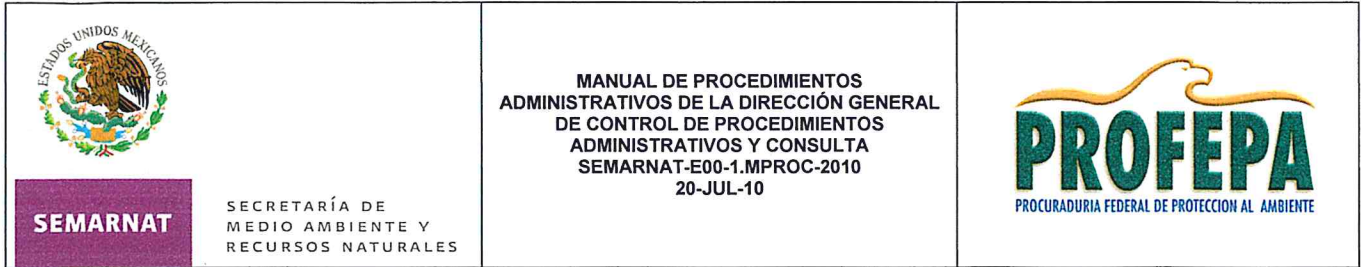 ESTADOS UNIDOS MEXICANOS
SEMARNAT
SECRETARÍA DE
MEDIO AMBIENTE Y
RECURSOS NATURALES
MANUAL DE PROCEDIMIENTOS
ADMINISTRATIVOS DE LA DIRECCIÓN GENERAL
DE CONTROL DE PROCEDIMIENTOS
ADMINISTRATIVOS Y CONSULTA
SEMARNAT-E00-1.MPROC-2010
20-JUL-10
PROFEPA
PROCURADURIA FEDERAL DE PROTECCION AL AMBIENTE